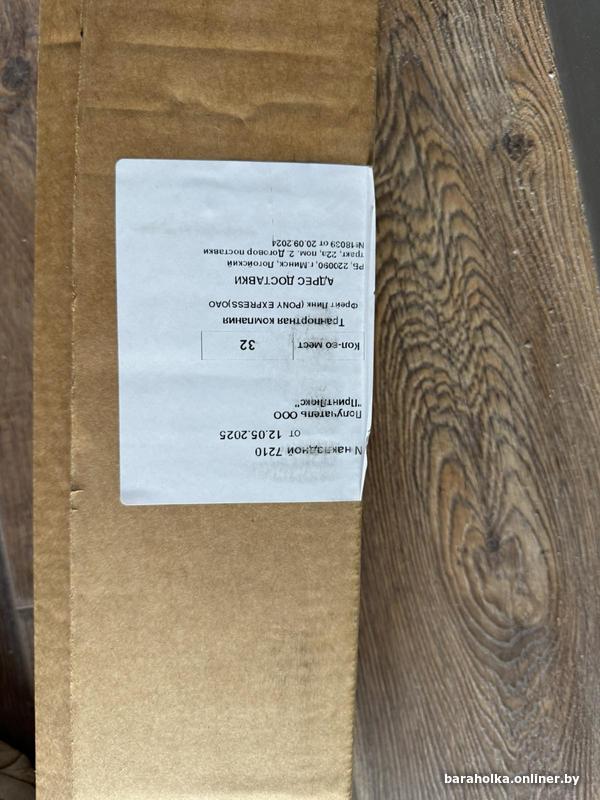 N накладной 7210
от 12.05.2025
Получатель ООО
"ПринтЛюкс"
Кол-во мест 32
Транпортная компания
Фрейт Линк (PONY EXPRESS)ОАО
АДРЕС ДОСТАВКИ
РБ, 220090, г.Минск, Логойский
тракт, 22а, пом. 2. Договор поставки
№18039 от 20.09.2024
baraholka.onliner.by